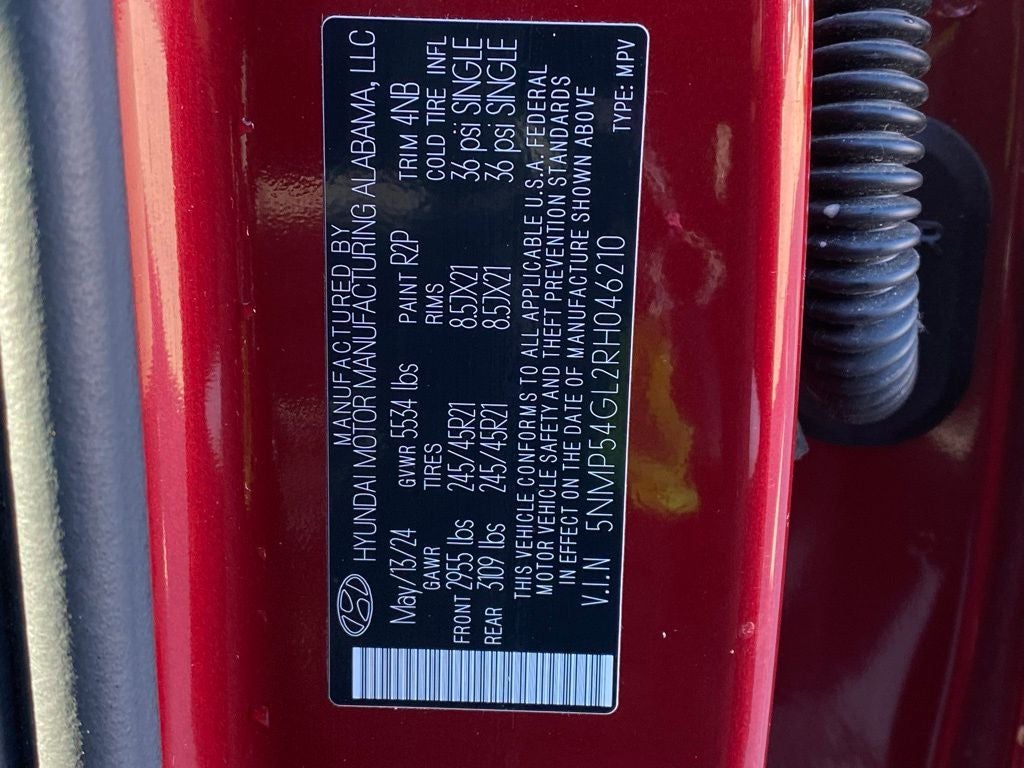 MANUFACTURED BY
HYUNDAI MOTOR MANUFACTURING ALABAMA, LLC
May/13/24 GVWR 5534 lbs PAINT R2P TRIM 4NB
GAWR TIRES RIMS COLD TIRE INFL
FRONT 2955 lbs 245/45R21 8.5JX21 36 psi SINGLE
REAR 3109 lbs 245/45R21 8.5JX21 36 psi SINGLE
THIS VEHICLE CONFORMS TO ALL APPLICABLE U.S.A. FEDERAL
MOTOR VEHICLE SAFETY AND THEFT PREVENTION STANDARDS
IN EFFECT ON THE DATE OF MANUFACTURE SHOWN ABOVE
V.I.N 5NMP54GL2RH046210 TYPE: MPV